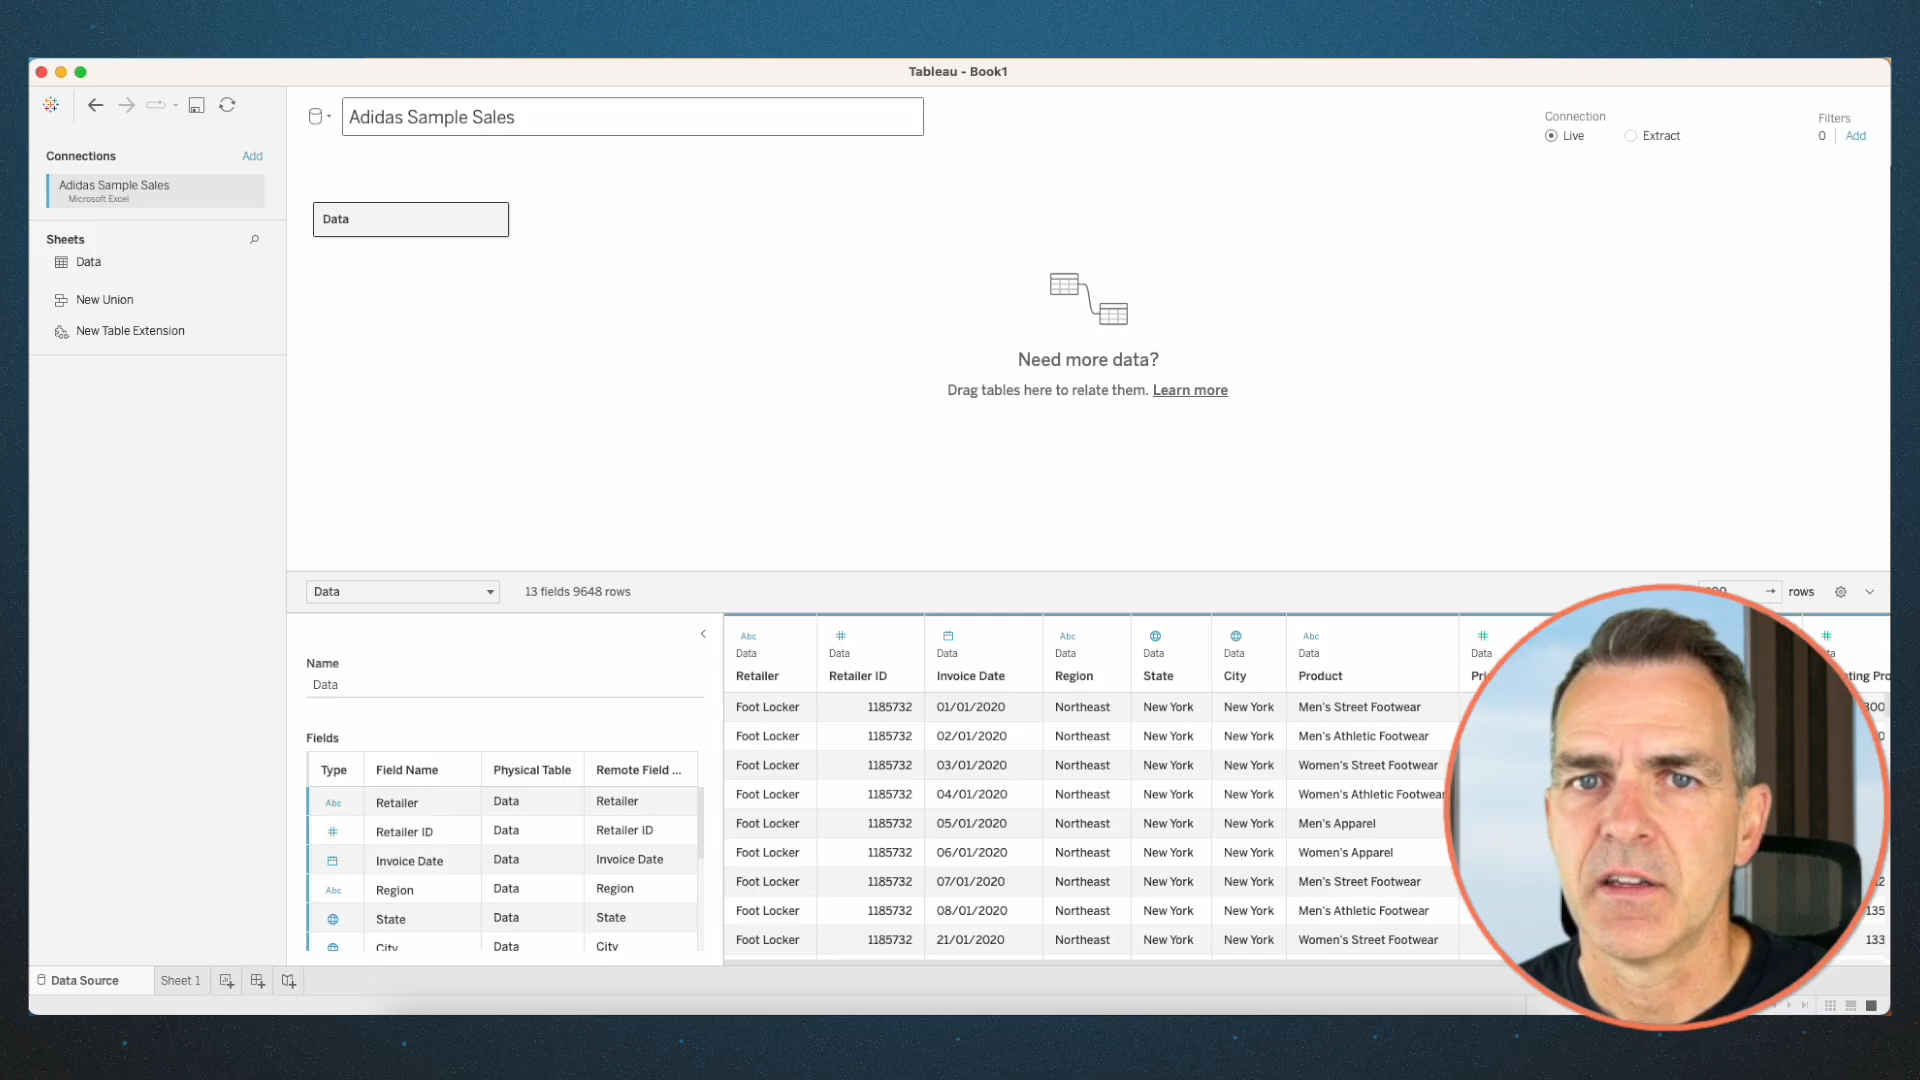 Tableau - Book1
Adidas Sample Sales
Connection
Live
Extract
Filters
0
Add
Connections
Add
Adidas Sample Sales
Microsoft Excel
Data
Sheets
Data
New Union
New Table Extension
Need more data?
Drag tables here to relate them. Learn more
Data
13 fields 9648 rows
rows
Name
Data
Fields
Type Field Name Physical Table Remote Field ...
Abc Retailer Data Retailer
# Retailer ID Data Retailer ID
Invoice Date Data Invoice Date
Abc Region Data Region
State Data State
City Data City
Abc # Abc Abc # #
Data Data Data Data Data Data Data Data
Retailer Retailer ID Invoice Date Region State City Product
Foot Locker 1185732 01/01/2020 Northeast New York New York Men's Street Footwear
Foot Locker 1185732 02/01/2020 Northeast New York New York Men's Athletic Footwear
Foot Locker 1185732 03/01/2020 Northeast New York New York Women's Street Footwear
Foot Locker 1185732 04/01/2020 Northeast New York New York Women's Athletic Footwear
Foot Locker 1185732 05/01/2020 Northeast New York New York Men's Apparel
Foot Locker 1185732 06/01/2020 Northeast New York New York Women's Apparel
Foot Locker 1185732 07/01/2020 Northeast New York New York Men's Street Footwear
Foot Locker 1185732 08/01/2020 Northeast New York New York Men's Athletic Footwear 135
Foot Locker 1185732 21/01/2020 Northeast New York New York Women's Street Footwear 133
Data Source
Sheet 1